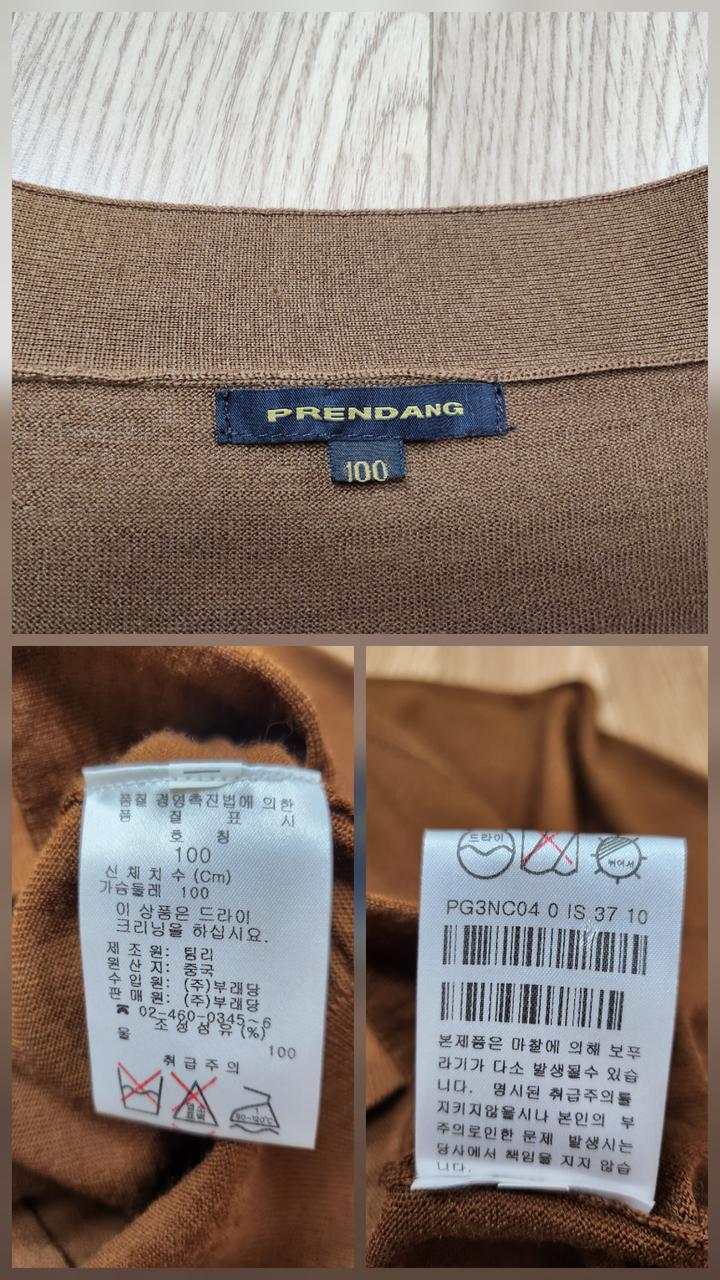 PRENDANG
100
품질경영촉진법에 의한
품 질 표 시
호 칭
100
신체치수(Cm)
가슴둘레 100
이 상품은 드라이
크리닝을 하십시요.
제 조 원: 팀리
원 산 지: 중국
수 입 원: (주)부래당
판 매 원: (주)부래당
☎ 02-460-0345~6
조성섬유(%)
울 100
취급주의
80~120℃
드라이
뉘어서
PG3NC04 0 IS 37 10
본제품은 마찰에 의해 보푸
라기가 다소 발생될수 있습
니다. 명시된 취급주의를
지키지않을시나 본인의 부
주의로인한 문제 발생시는
당사에서 책임을 지지 않습
니다.